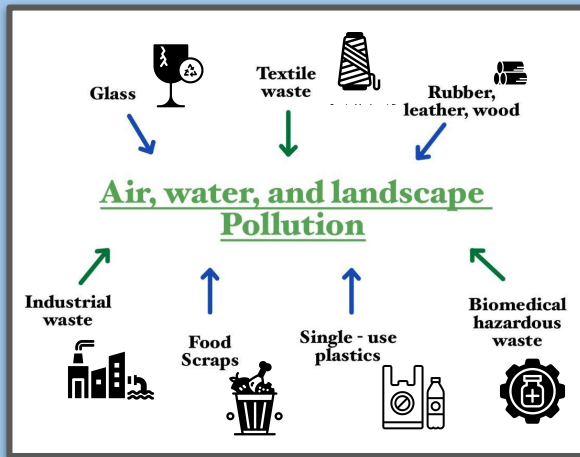 Glass
Textile
waste
Rubber,
leather, wood
Air, water, and landscape
Pollution
Industrial
waste
Food
Scraps
Single - use
plastics
Biomedical
hazardous
waste